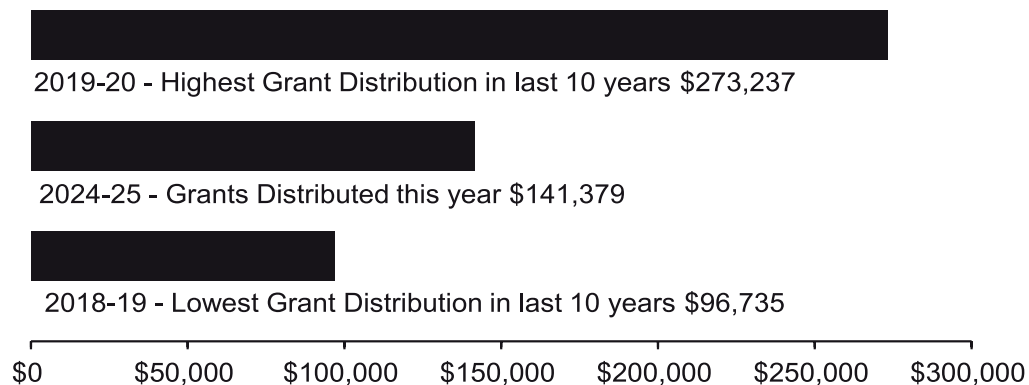 2019-20 - Highest Grant Distribution in last 10 years $273,237
2024-25 - Grants Distributed this year $141,379
2018-19 - Lowest Grant Distribution in last 10 years $96,735
$0 $50,000 $100,000 $150,000 $200,000 $250,000 $300,000